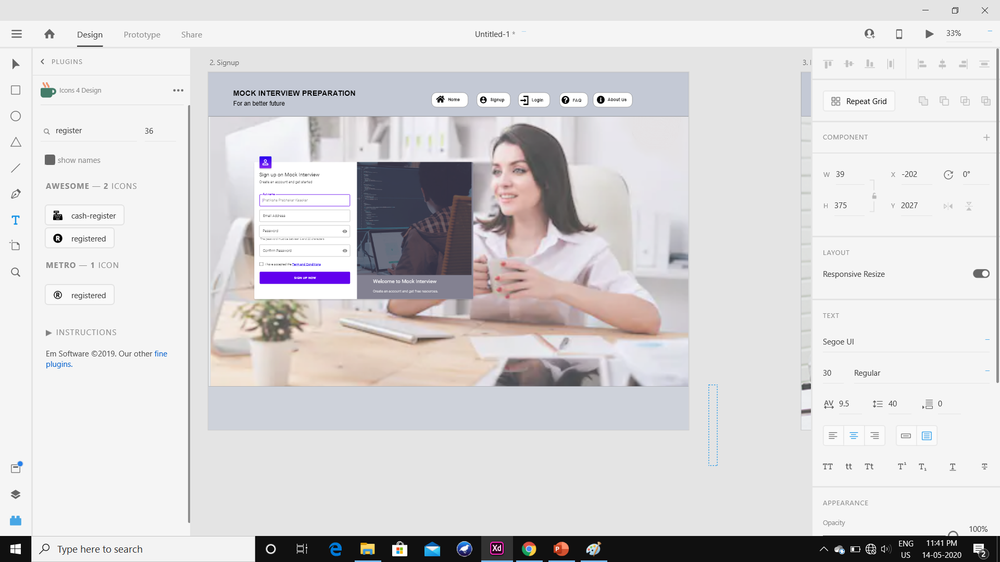 Design
Prototype
Share
Untitled-1 *
33%
PLUGINS
Icons 4 Design
register
36
show names
AWESOME — 2 ICONS
cash-register
registered
METRO — 1 ICON
registered
INSTRUCTIONS
Em Software ©2019. Our other fine
plugins.
2. Signup
MOCK INTERVIEW PREPARATION
For an better future
Home
Signup
Login
FAQ
About Us
Sign up on Mock Interview
Create an account and get started
Full name
Pratiksha Prabhakar Kasekar
Email Address
Password
The password must be between 6 and 20 characters
Confirm Password
I have accepted the Term and Conditions
SIGN UP NOW
Welcome to Mock Interview
Create an account and get free resources.
3.
Repeat Grid
COMPONENT
W 39
X -202
0°
H 375
Y 2027
LAYOUT
Responsive Resize
TEXT
Segoe UI
30
Regular
AV 9.5
40
0
TT
tt
Tt
T¹
T₁
T
T
APPEARANCE
Opacity
100%
Type here to search
Xd
ENG
US
11:41 PM
14-05-2020
2